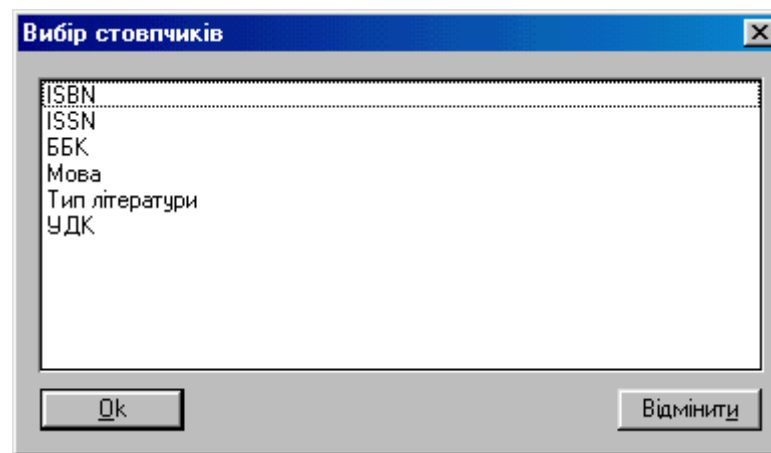 Вибір стовпчиків
ISBN
ISSN
ББК
Мова
Тип літератури
УДК
Ok
Відмінити